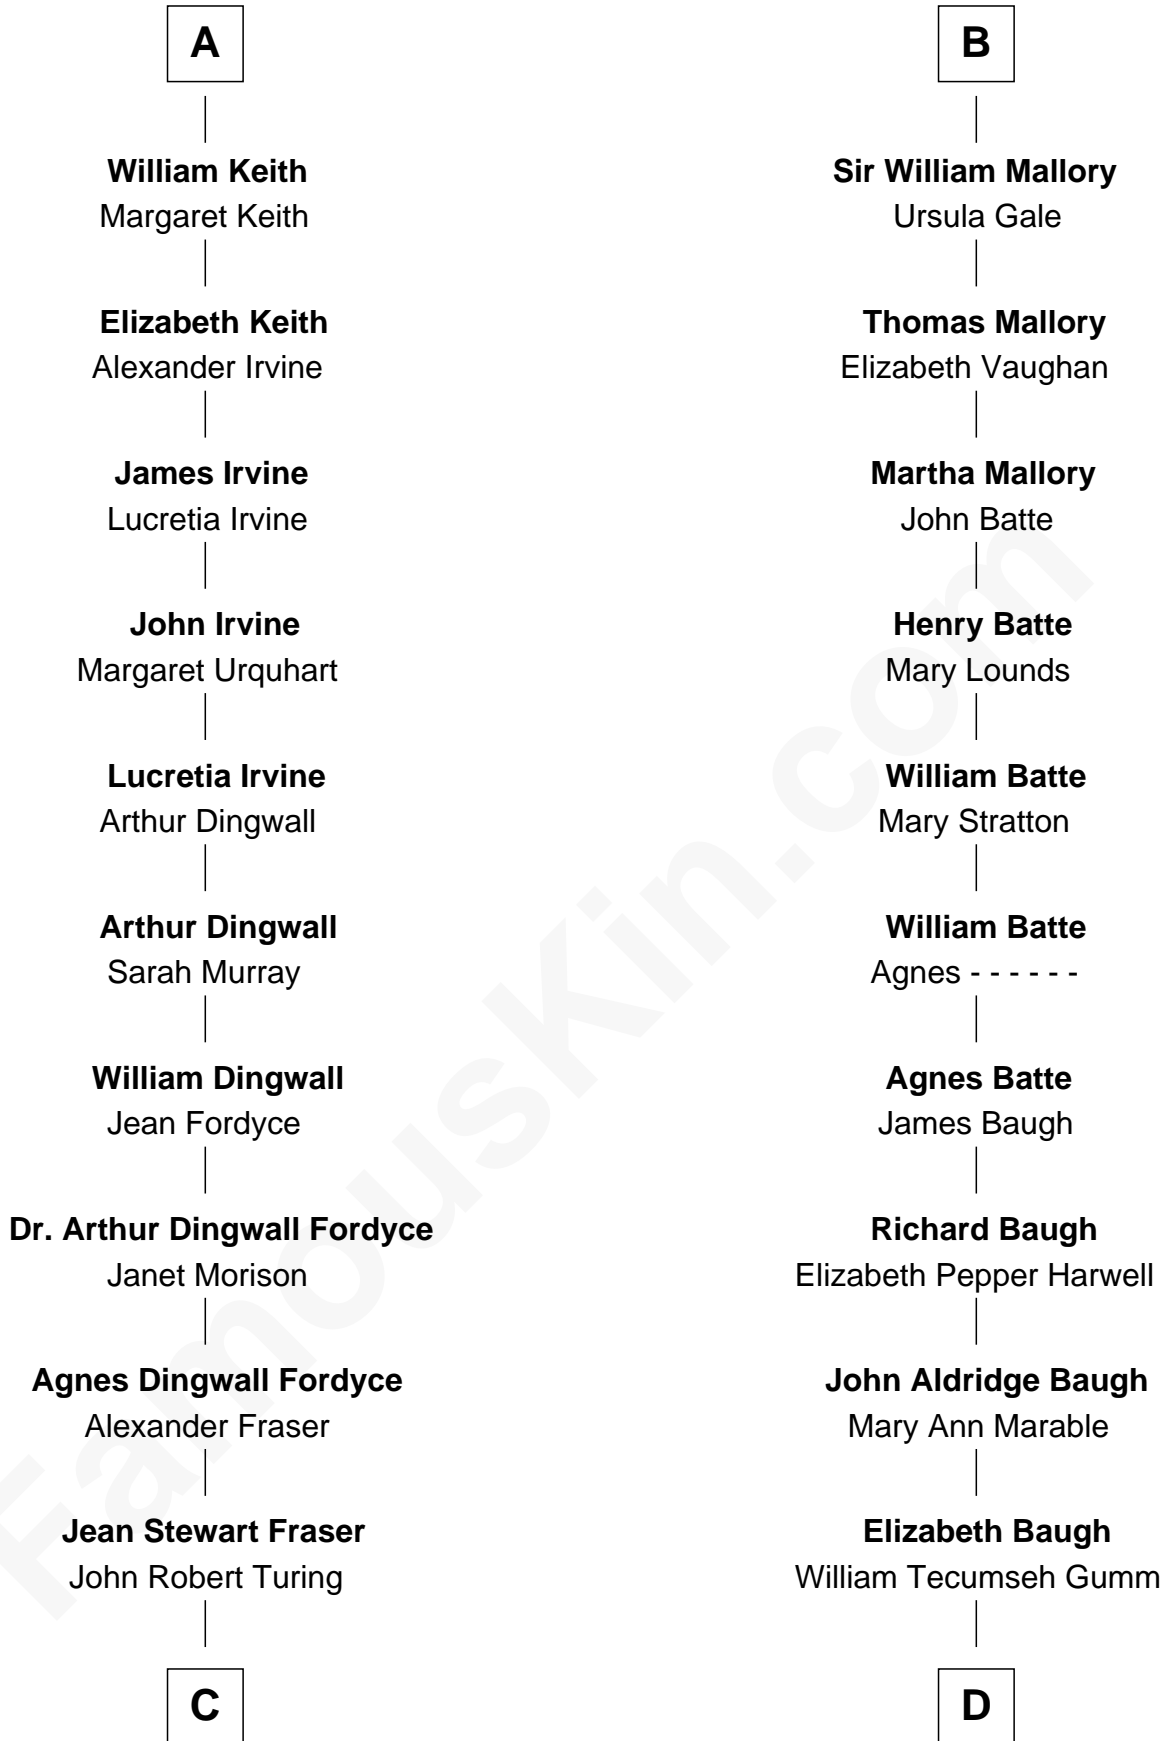 A
William Keith
Margaret Keith
Elizabeth Keith
Alexander Irvine
James Irvine
Lucretia Irvine
John Irvine
Margaret Urquhart
Lucretia Irvine
Arthur Dingwall
Arthur Dingwall
Sarah Murray
William Dingwall
Jean Fordyce
Dr. Arthur Dingwall Fordyce
Janet Morison
Agnes Dingwall Fordyce
Alexander Fraser
Jean Stewart Fraser
John Robert Turing
C
B
Sir William Mallory
Ursula Gale
Thomas Mallory
Elizabeth Vaughan
Martha Mallory
John Batte
Henry Batte
Mary Lounds
William Batte
Mary Stratton
William Batte
Agnes - - - - - -
Agnes Batte
James Baugh
Richard Baugh
Elizabeth Pepper Harwell
John Aldridge Baugh
Mary Ann Marable
Elizabeth Baugh
William Tecumseh Gumm
D
FamousKin.com